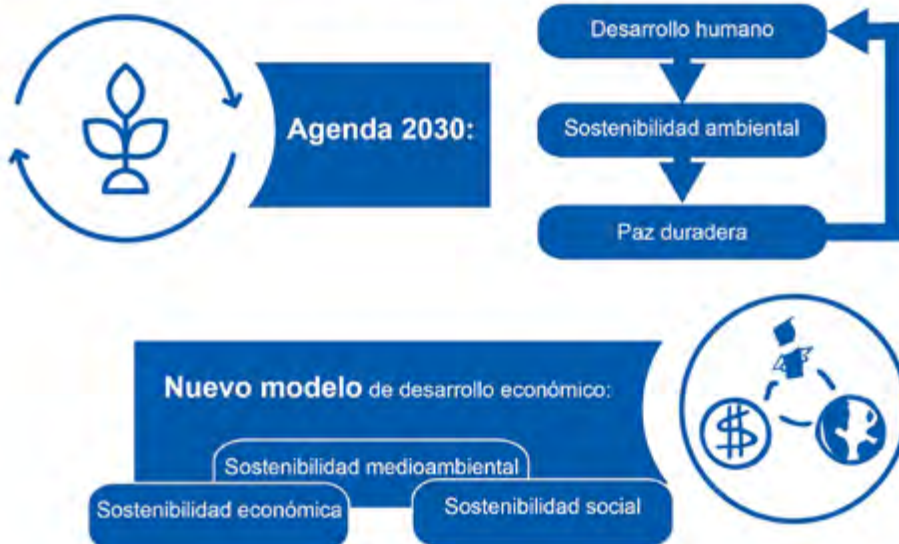 Agenda 2030:
Desarrollo humano
Sostenibilidad ambiental
Paz duradera
Nuevo modelo de desarrollo económico:
Sostenibilidad medioambiental
Sostenibilidad económica
Sostenibilidad social
$